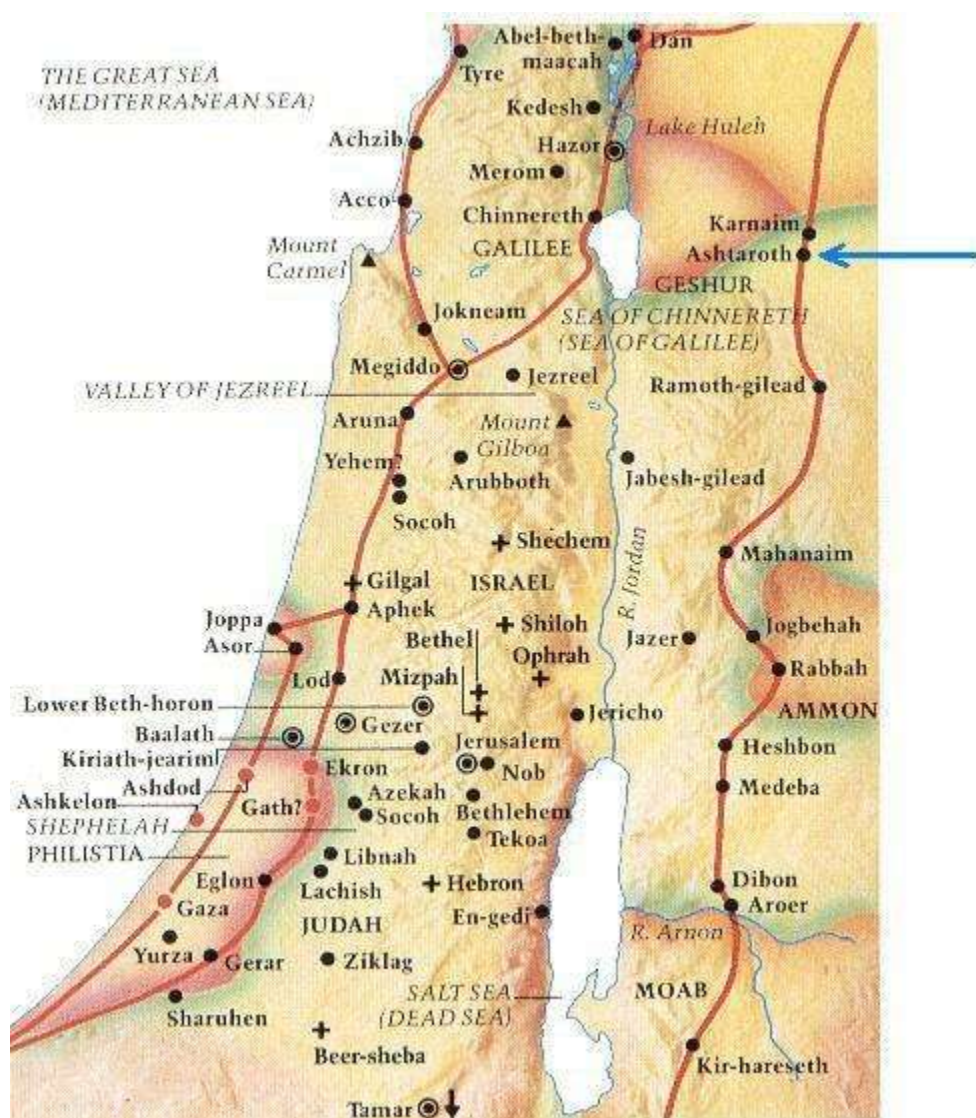 THE GREAT SEA
(MEDITERRANEAN SEA)
Tyre
Abel-beth-
maacah
Dan
Kedesh
Lake Huleh
Achzib
Hazor
Merom
Acco
Chinnereth
GALILEE
Karnaim
Ashtaroth
Mount
Carmel
GESHUR
Jokneam
SEA OF CHINNERETH
(SEA OF GALILEE)
Megiddo
Jezreel
VALLEY OF JEZREEL
Ramoth-gilead
Aruna
Mount
Gilboa
Yehem?
Arubboth
Jabesh-gilead
Socoh
Shechem
R. Jordan
Mahanaim
Gilgal
ISRAEL
Aphek
Joppa
Shiloh
Asor
Bethel
Ophrah
Jazer
Jogbehah
Lod
Mizpah
Rabbah
Lower Beth-horon
Gezer
Jericho
AMMON
Baalath
Kiriath-jearim
Jerusalem
Heshbon
Ekron
Nob
Ashdod
Medeba
Ashkelon
Gath?
Azekah
Bethlehem
SHEPHELAH
Socoh
Tekoa
PHILISTIA
Libnah
Eglon
Lachish
Hebron
Dibon
Gaza
En-gedi
Aroer
JUDAH
R. Arnon
Yurza
Gerar
Ziklag
SALT SEA
(DEAD SEA)
MOAB
Sharuhen
Beer-sheba
Kir-hareseth
Tamar